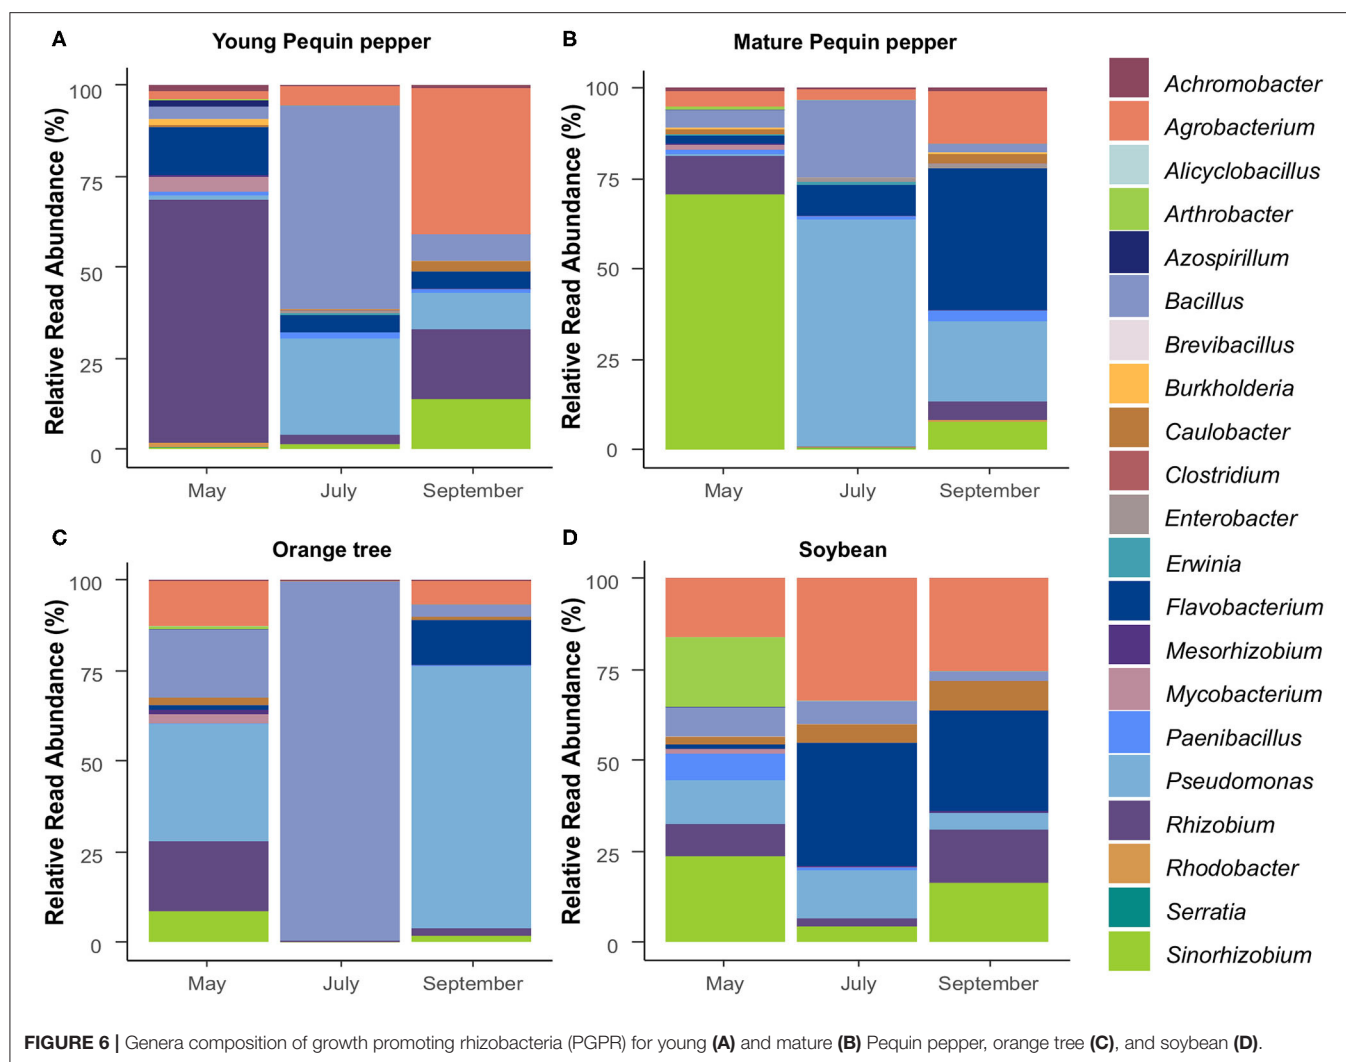 A
Young Pequin pepper
Relative Read Abundance (%)
100
75
50
25
0
May July September
B
Mature Pequin pepper
Relative Read Abundance (%)
100
75
50
25
0
May July September
C
Orange tree
Relative Read Abundance (%)
100
75
50
25
0
May July September
D
Soybean
Relative Read Abundance (%)
100
75
50
25
0
May July September
Achromobacter
Agrobacterium
Alicyclobacillus
Arthrobacter
Azospirillum
Bacillus
Brevibacillus
Burkholderia
Caulobacter
Clostridium
Enterobacter
Erwinia
Flavobacterium
Mesorhizobium
Mycobacterium
Paenibacillus
Pseudomonas
Rhizobium
Rhodobacter
Serratia
Sinorhizobium
FIGURE 6 | Genera composition of growth promoting rhizobacteria (PGPR) for young (A) and mature (B) Pequin pepper, orange tree (C), and soybean (D).